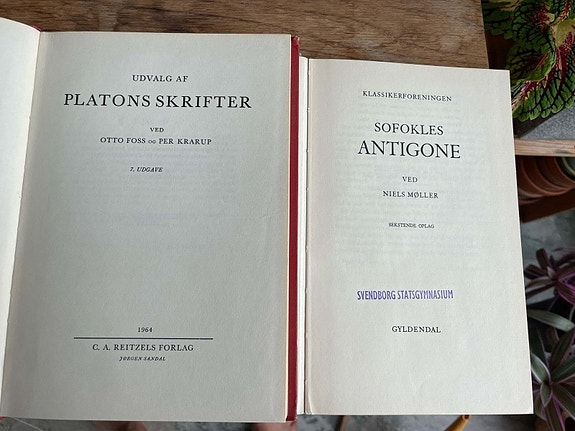 UDVALG AF
PLATONS SKRIFTER
VED
OTTO FOSS OG PER KRARUP
7. UDGAVE
1964
C. A. REITZELS FORLAG
JØRGEN SANDAL
KLASSIKERFORENINGEN
SOFOKLES
ANTIGONE
VED
NIELS MØLLER
SEKSTENDE OPLAG
SVENDBORG STATSGYMNASIUM
GYLDENDAL